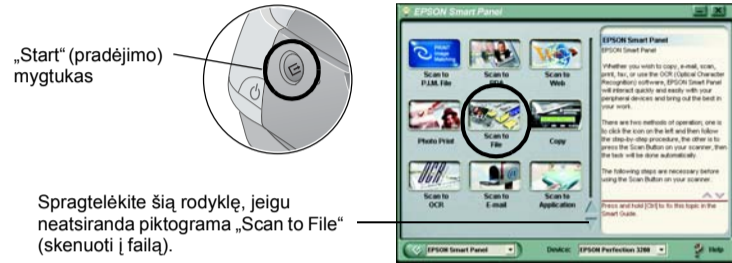 „Start“ (pradėjimo)
mygtukas
Spragtelėkite šią rodyklę, jeigu
neatsiranda piktograma „Scan to File“
(skenuoti į failą).
EPSON Smart Panel
PRINT
Image
Matching
Scan to
P.I.M. File
Scan to
PDA
Scan to
Web
Photo Print
Scan to
File
Copy
OCR
Scan to
OCR
Scan to
E-mail
Scan to
Application
EPSON Smart Panel
EPSON Smart Panel
Whether you wish to copy, e-mail, scan,
print, fax, or use the OCR (Optical Character
Recognition) software, EPSON Smart Panel
will interact quickly and easily with your
peripheral devices and bring out the best in
your work.
There are two methods of operation; one is
to click the icon on the left and then follow
the step-by-step procedure, the other is to
press the Scan Button on your scanner, then
the task will be done automatically.
The following steps are necessary before
using the Scan Button on your scanner.
Press and hold [Ctrl] to fix this topic in the
Smart Guide.
EPSON Smart Panel
Device: EPSON Perfection 3200
Help